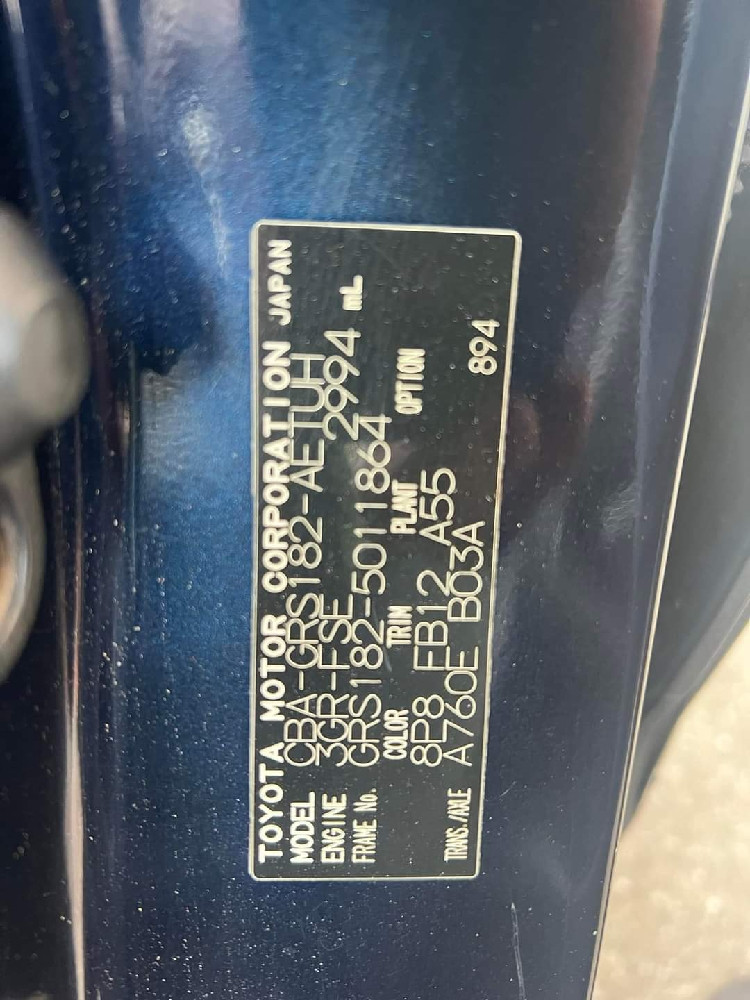 TOYOTA MOTOR CORPORATION JAPAN
MODEL CBA-GRS182-AETUH
ENGINE 3GR-FSE 2994 mL
FRAME No. GRS182-5011864
COLOR TRIM PLANT OPTION
8P8 FB12 A55
TRANS./AXLE A760E B03A 894